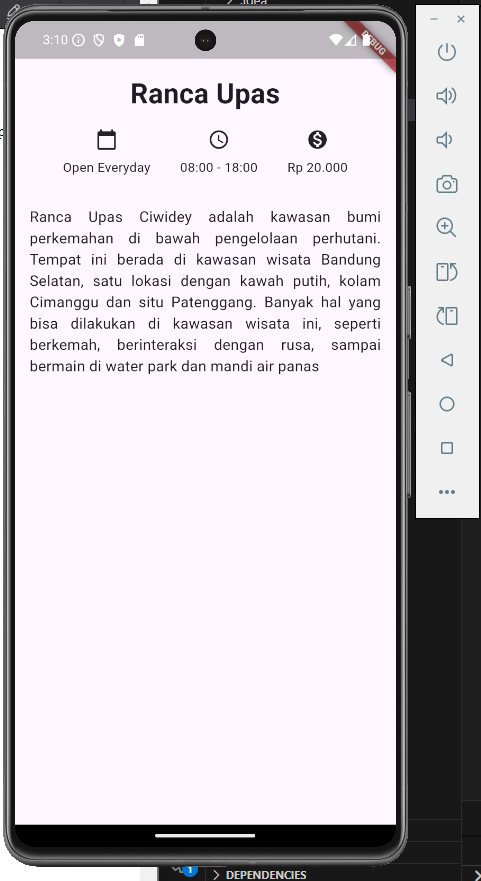 .idea
3:10
DEBUG
Ranca Upas
Open Everyday
08:00 - 18:00
Rp 20.000
Ranca Upas Ciwidey adalah kawasan bumi
perkemahan di bawah pengelolaan perhutani.
Tempat ini berada di kawasan wisata Bandung
Selatan, satu lokasi dengan kawah putih, kolam
Cimanggu dan situ Patenggang. Banyak hal yang
bisa dilakukan di kawasan wisata ini, seperti
berkemah, berinteraksi dengan rusa, sampai
bermain di water park dan mandi air panas
1
DEPENDENCIES